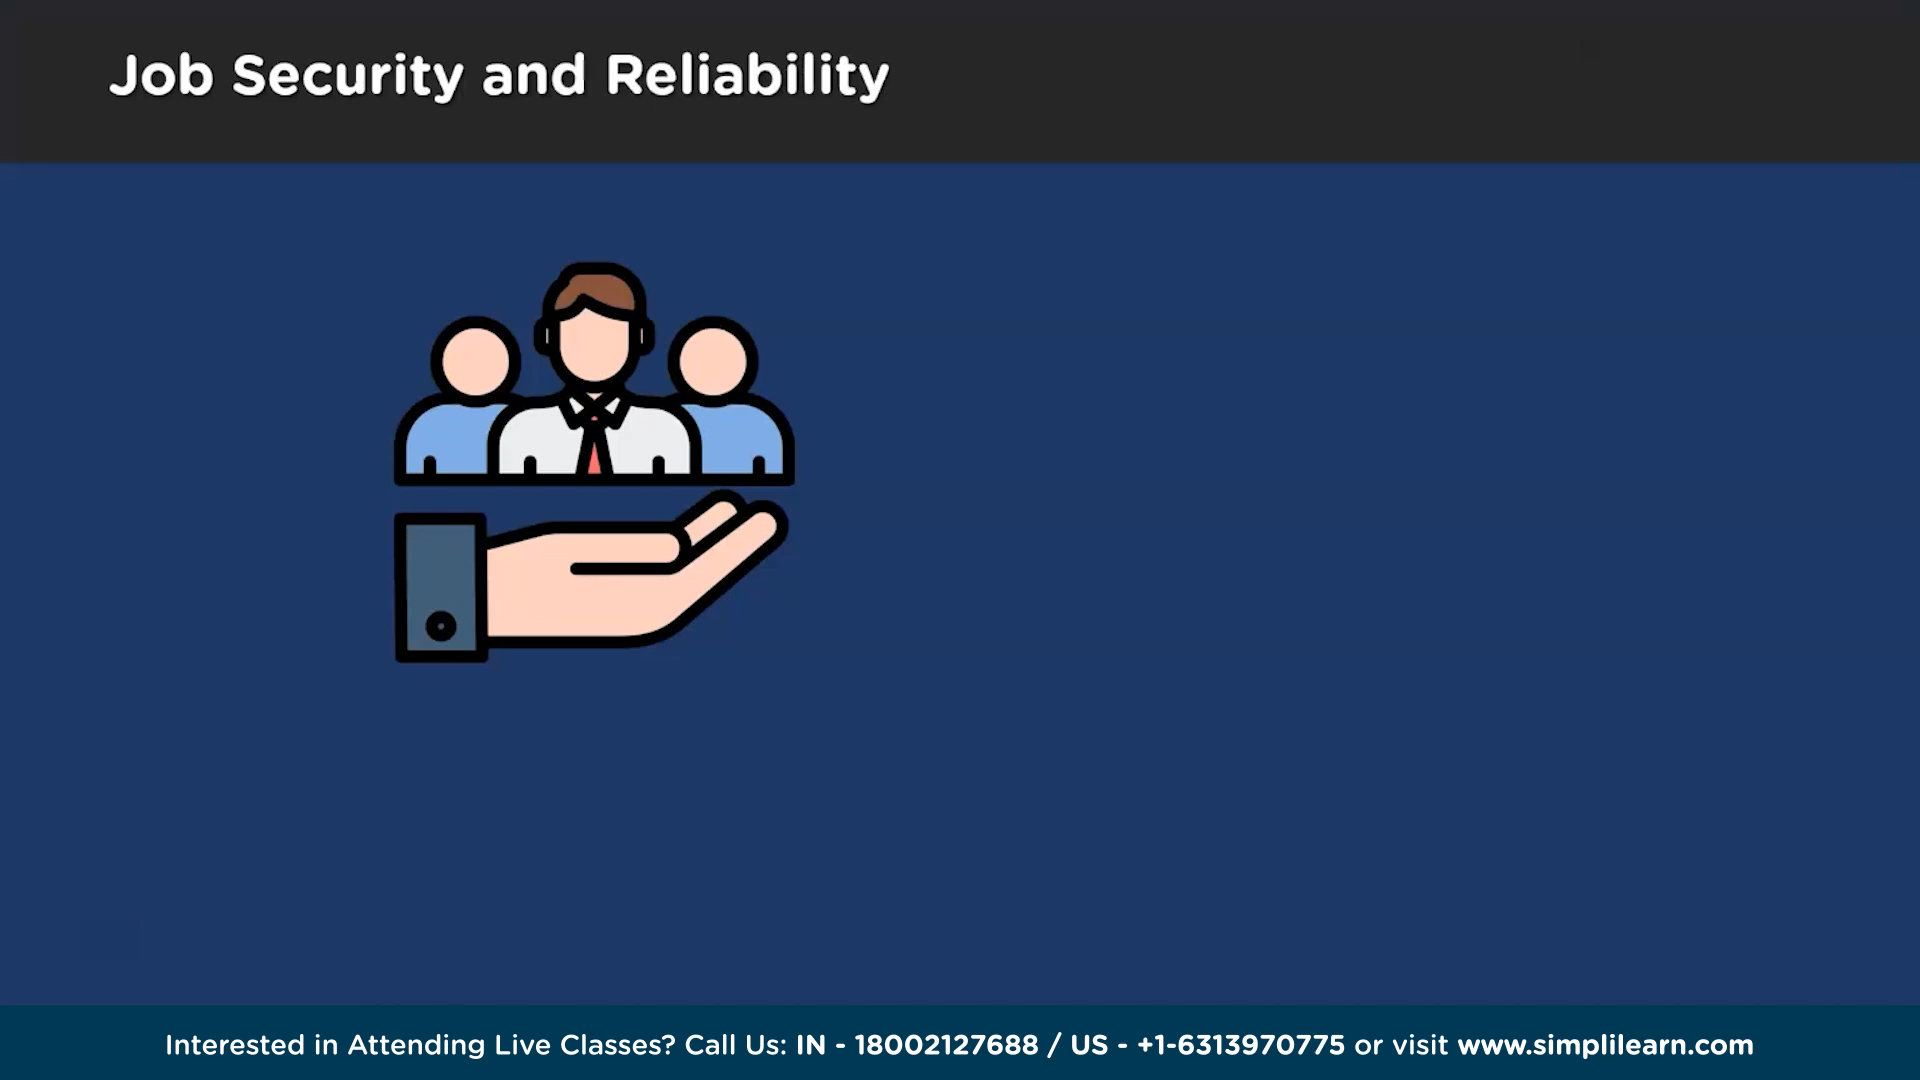 Job Security and Reliability
Interested in Attending Live Classes? Call Us: IN - 18002127688 / US - +1-6313970775 or visit www.simplilearn.com